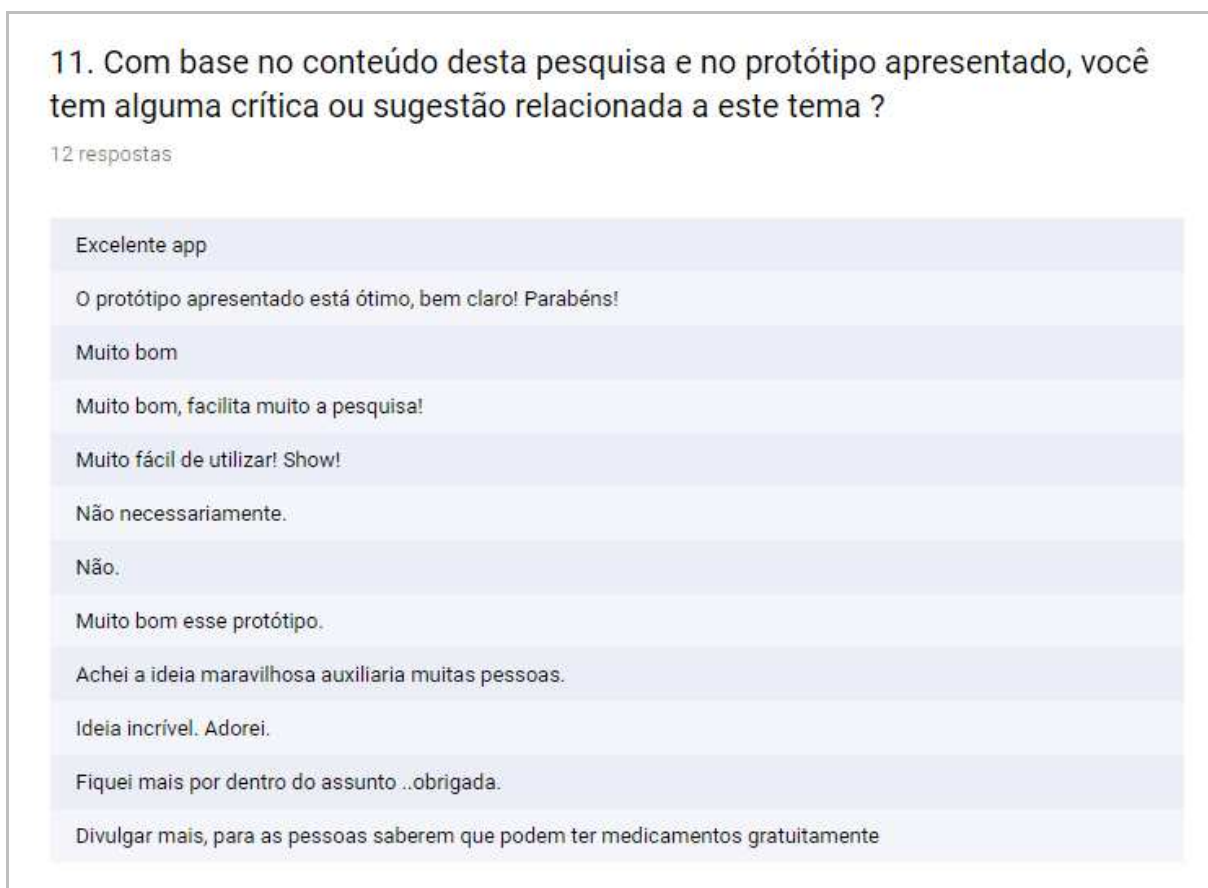 11. Com base no conteúdo desta pesquisa e no protótipo apresentado, você
tem alguma crítica ou sugestão relacionada a este tema ?
12 respostas
Excelente app
O protótipo apresentado está ótimo, bem claro! Parabéns!
Muito bom
Muito bom, facilita muito a pesquisa!
Muito fácil de utilizar! Show!
Não necessariamente.
Não.
Muito bom esse protótipo.
Achei a ideia maravilhosa auxiliaria muitas pessoas.
Ideia incrível. Adorei.
Fiquei mais por dentro do assunto ..obrigada.
Divulgar mais, para as pessoas saberem que podem ter medicamentos gratuitamente